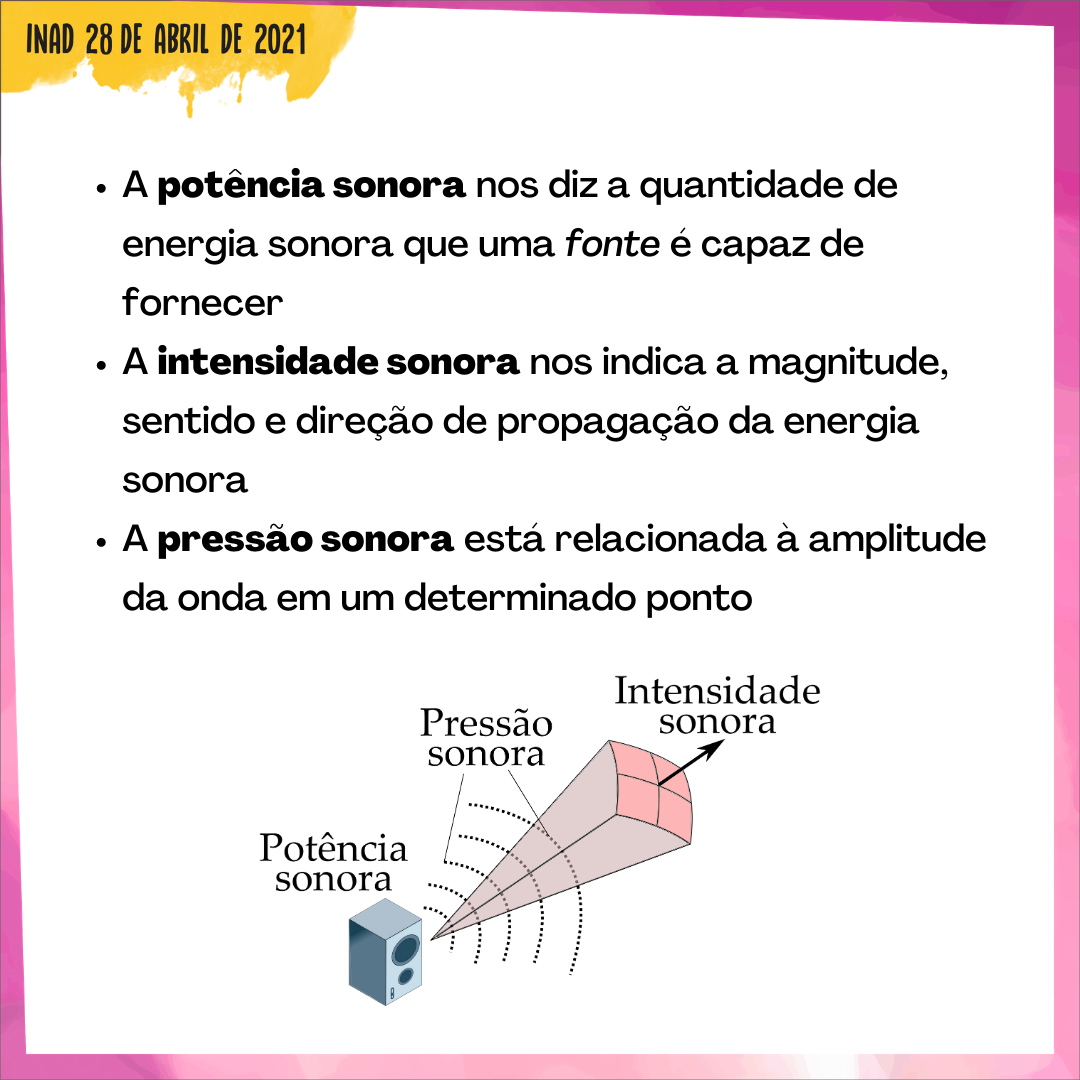 INAD 28 DE ABRIL DE 2021
• A potência sonora nos diz a quantidade de
energia sonora que uma fonte é capaz de
fornecer
• A intensidade sonora nos indica a magnitude,
sentido e direção de propagação da energia
sonora
• A pressão sonora está relacionada à amplitude
da onda em um determinado ponto
Intensidade
sonora
Pressão
sonora
Potência
sonora